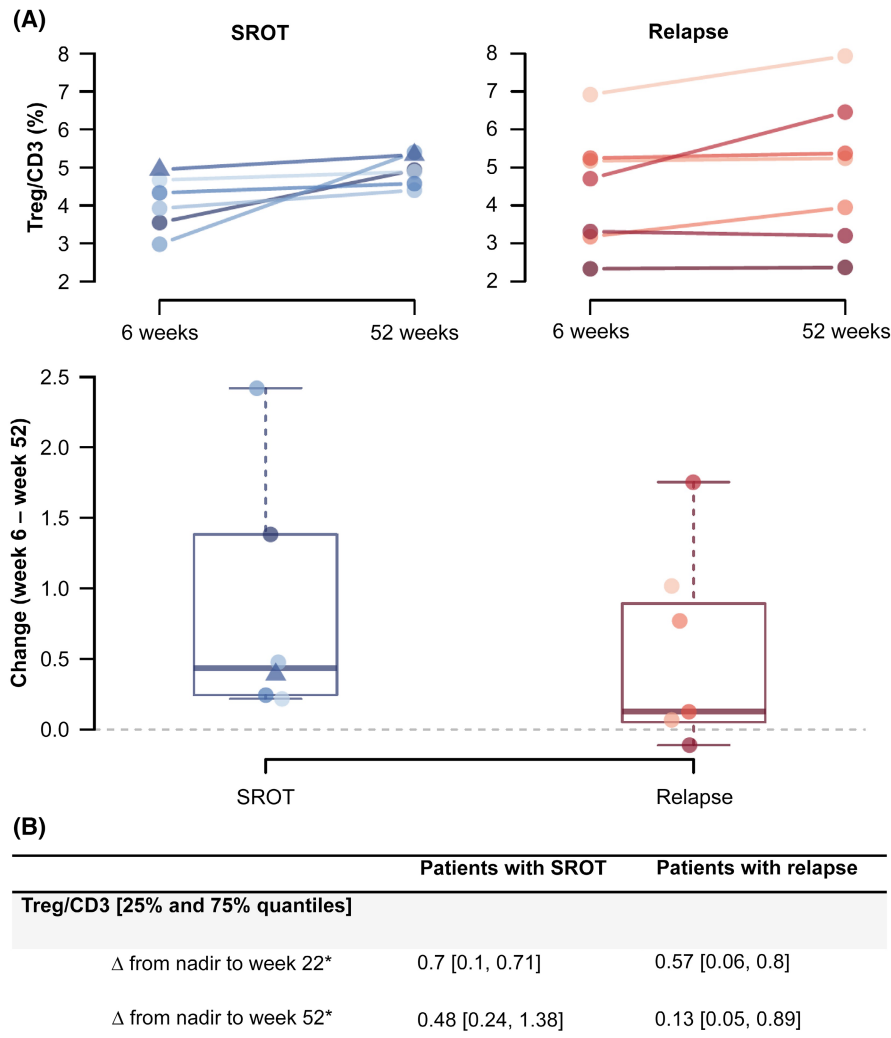 (A)
SROT
Relapse
Treg/CD3 (%)
8
7
6
5
4
3
2
6 weeks
52 weeks
8
7
6
5
4
3
2
6 weeks
52 weeks
Change (week 6 – week 52)
2.5
2.0
1.5
1.0
0.5
0.0
SROT
Relapse
(B)
Patients with SROT Patients with relapse
Treg/CD3 [25% and 75% quantiles]
Δ from nadir to week 22* 0.7 [0.1, 0.71] 0.57 [0.06, 0.8]
Δ from nadir to week 52* 0.48 [0.24, 1.38] 0.13 [0.05, 0.89]